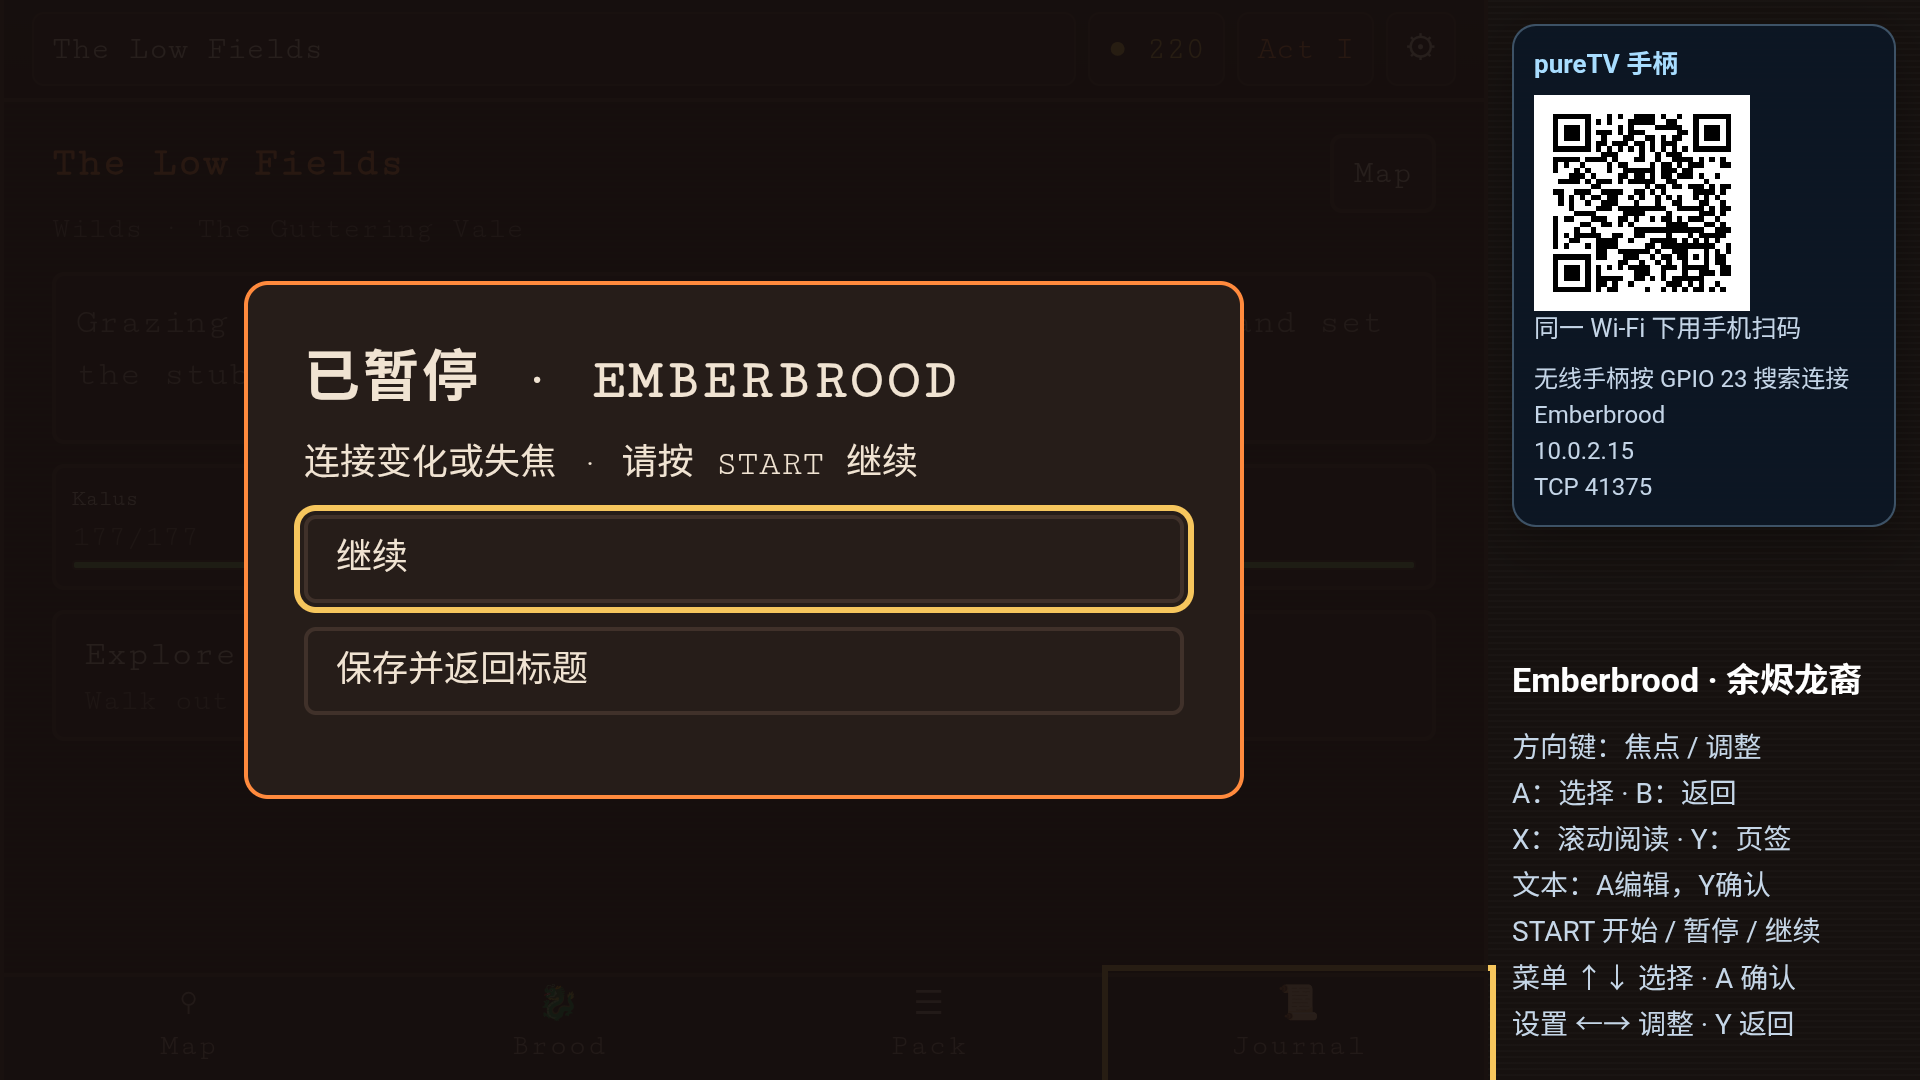 The Low Fields
220
Act I
The Low Fields
Map
Wilds · The Guttering Vale
Grazing
and set
the stub
已暂停 · EMBERBROOD
连接变化或失焦 · 请按 START 继续
Kalus
177/177
继续
Explore
Walk out
保存并返回标题
Map
Brood
Pack
Journal
pureTV 手柄
同一 Wi-Fi 下用手机扫码
无线手柄按 GPIO 23 搜索连接
Emberbrood
10.0.2.15
TCP 41375
Emberbrood · 余烬龙裔
方向键：焦点 / 调整
A：选择 · B：返回
X：滚动阅读 · Y：页签
文本：A编辑，Y确认
START 开始 / 暂停 / 继续
菜单 ↑↓ 选择 · A 确认
设置 ←→ 调整 · Y 返回